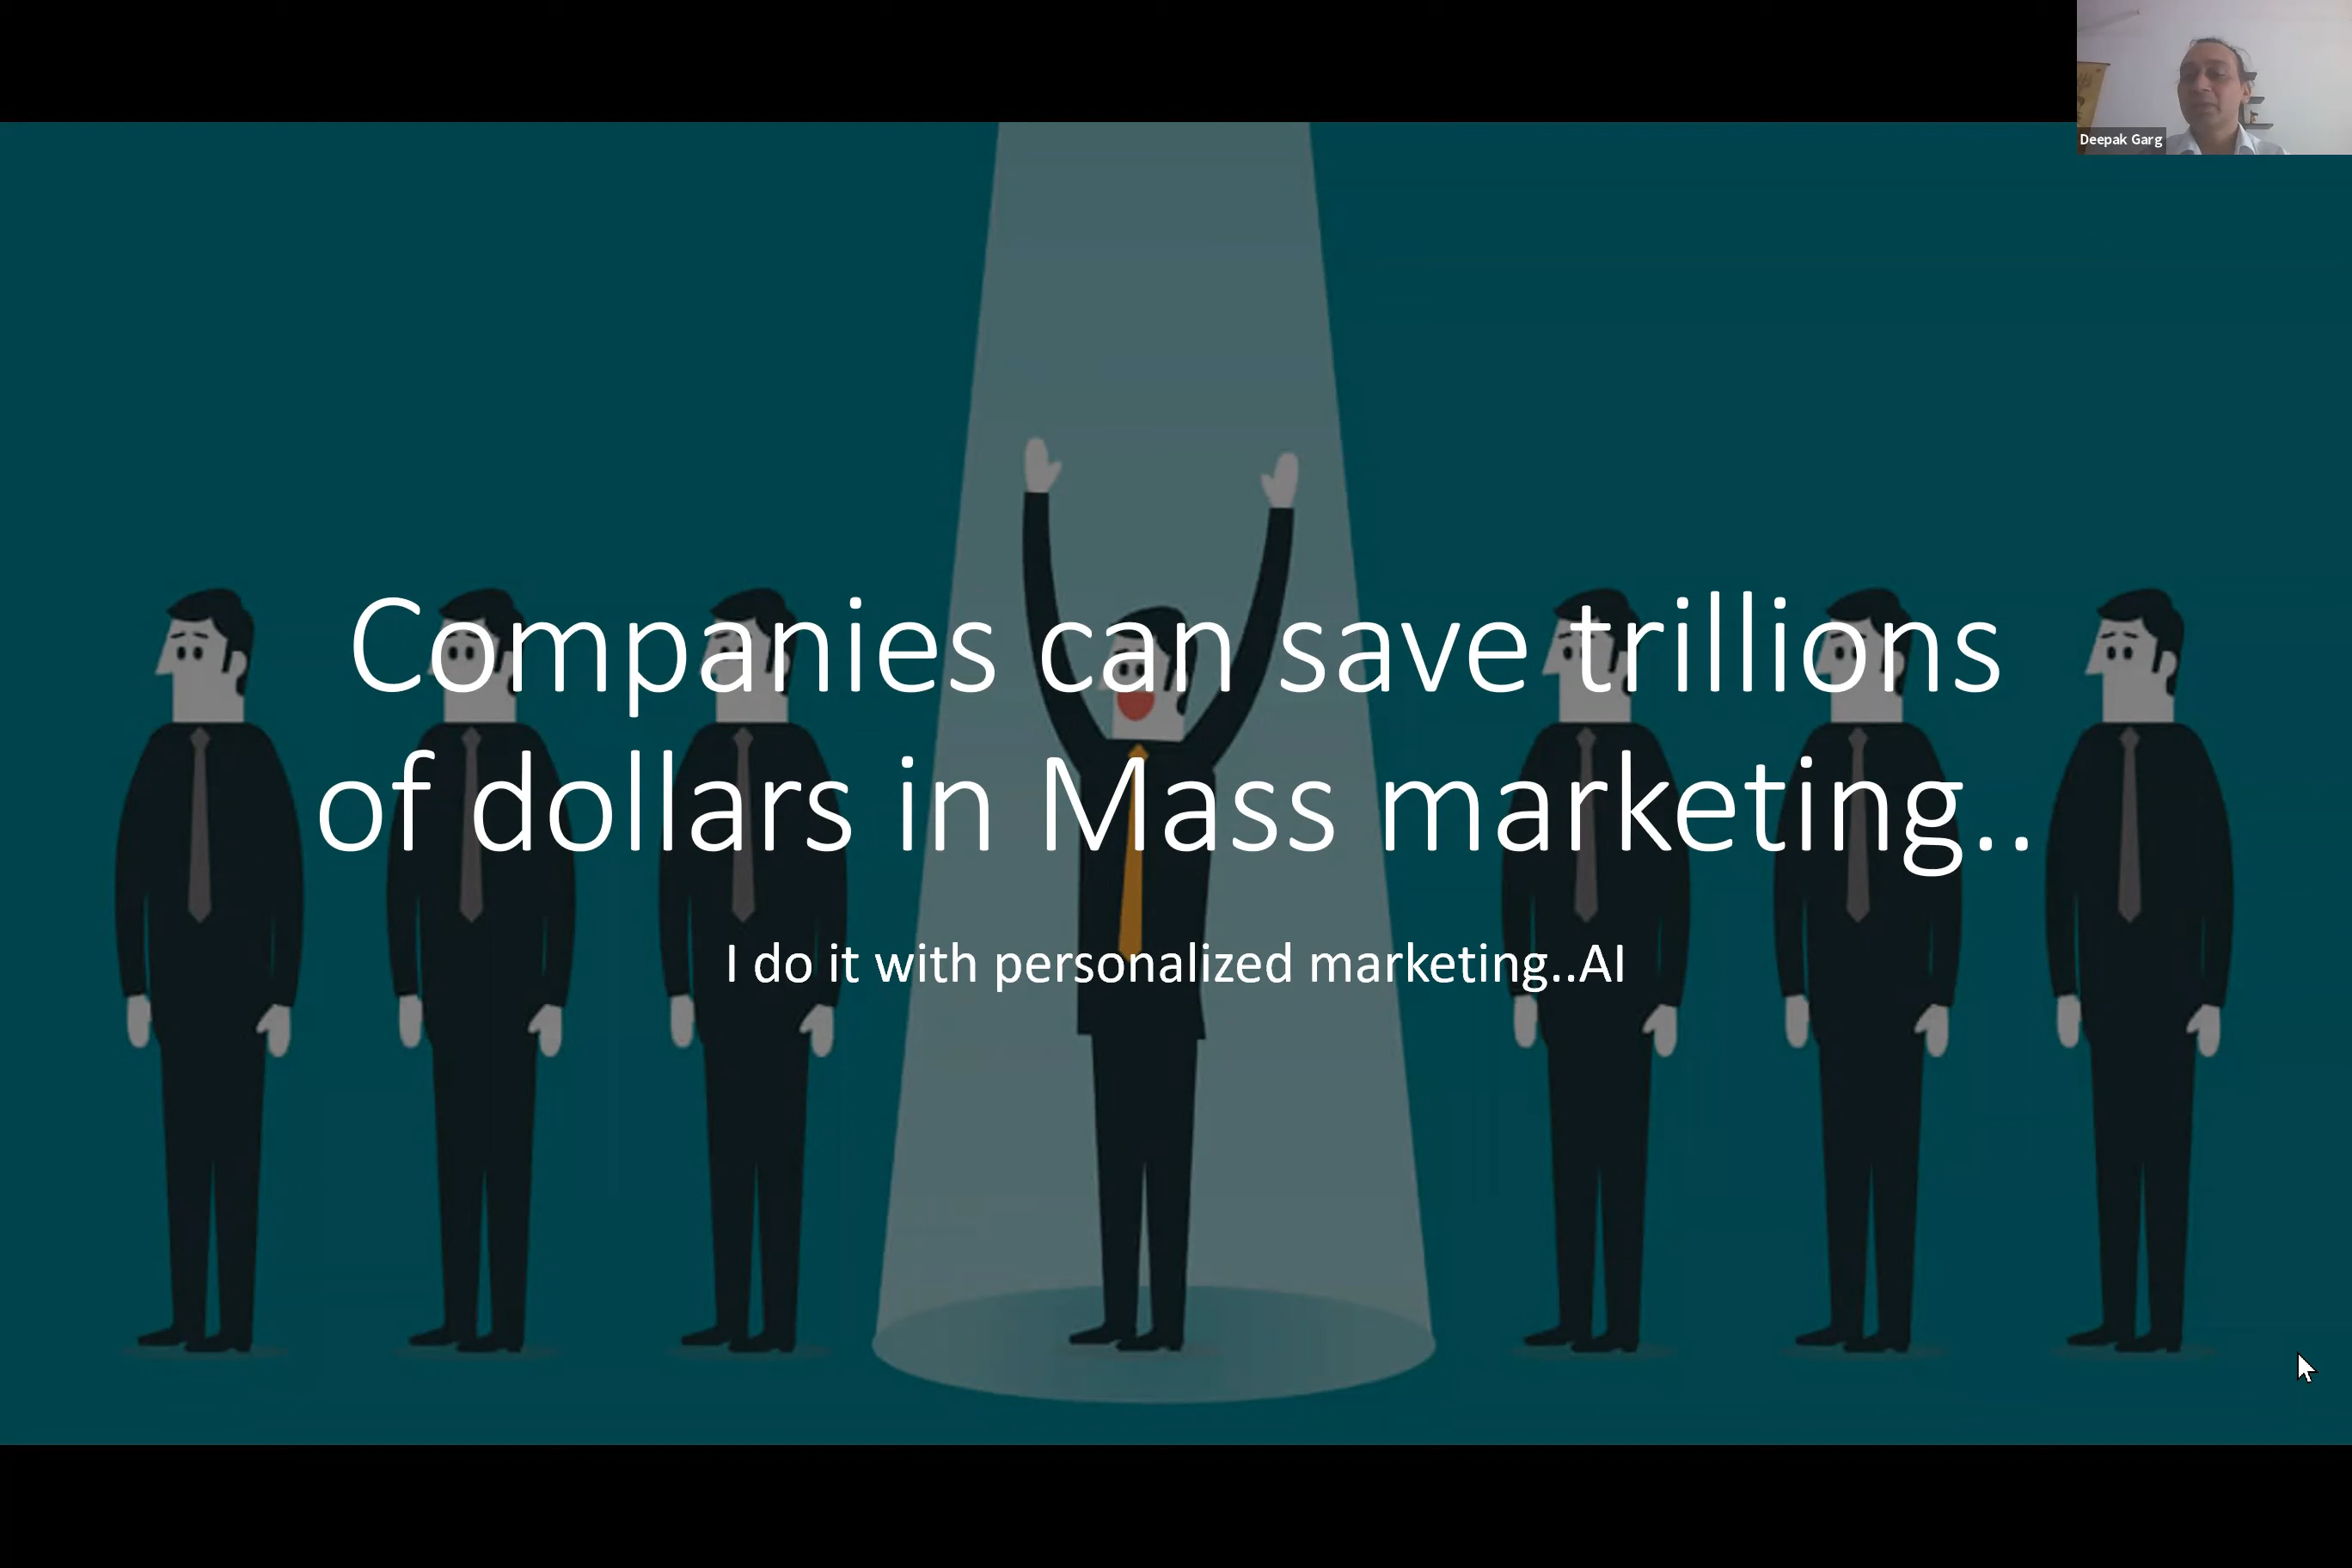 Deepak Garg
Companies can save trillions
of dollars in Mass marketing..
I do it with personalized marketing..AI